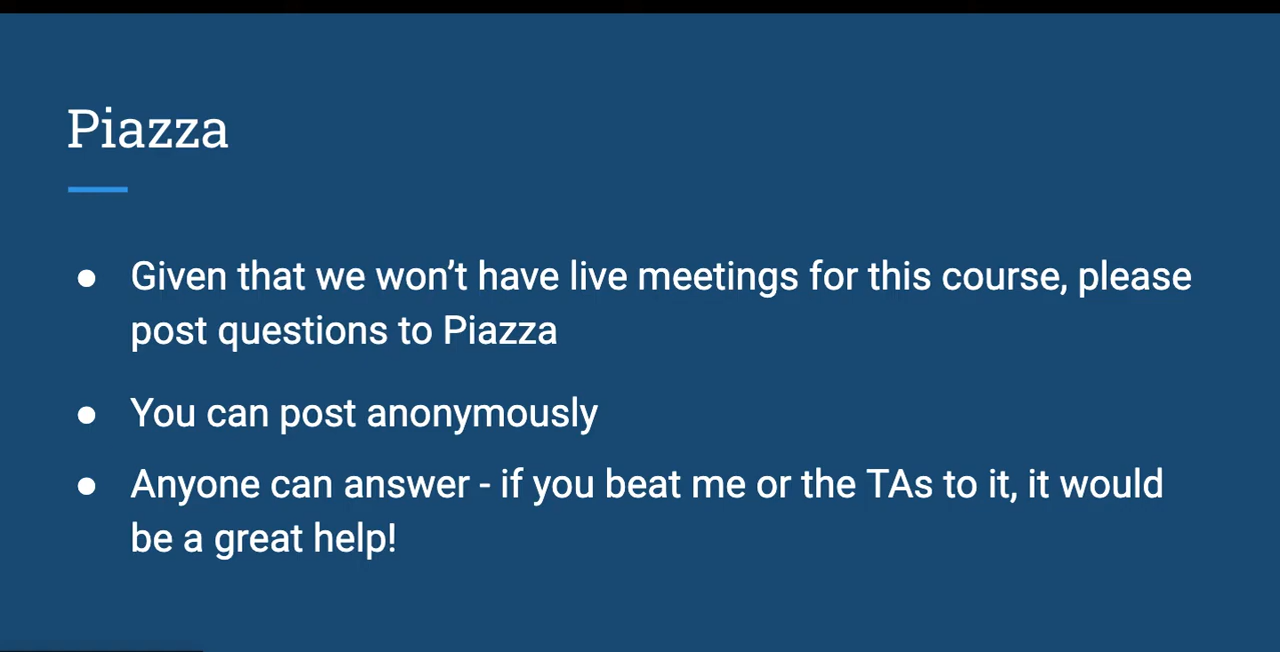 Piazza
● Given that we won’t have live meetings for this course, please
post questions to Piazza
● You can post anonymously
● Anyone can answer - if you beat me or the TAs to it, it would
be a great help!